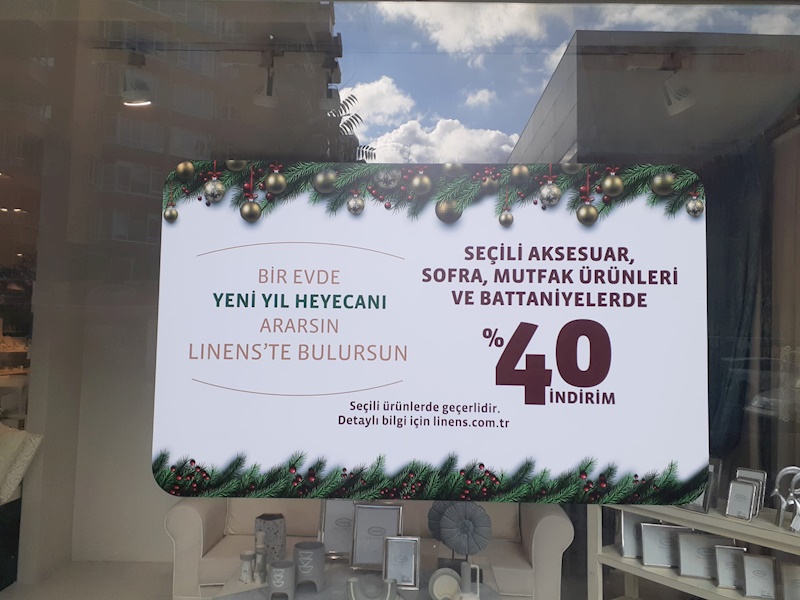 BİR EVDE
YENİ YIL HEYECANI
ARARSIN
LINENS'TE BULURSUN
SEÇİLİ AKSESUAR,
SOFRA, MUTFAK ÜRÜNLERİ
VE BATTANİYELERDE
%40
İNDİRİM
Seçili ürünlerde geçerlidir.
Detaylı bilgi için linens.com.tr